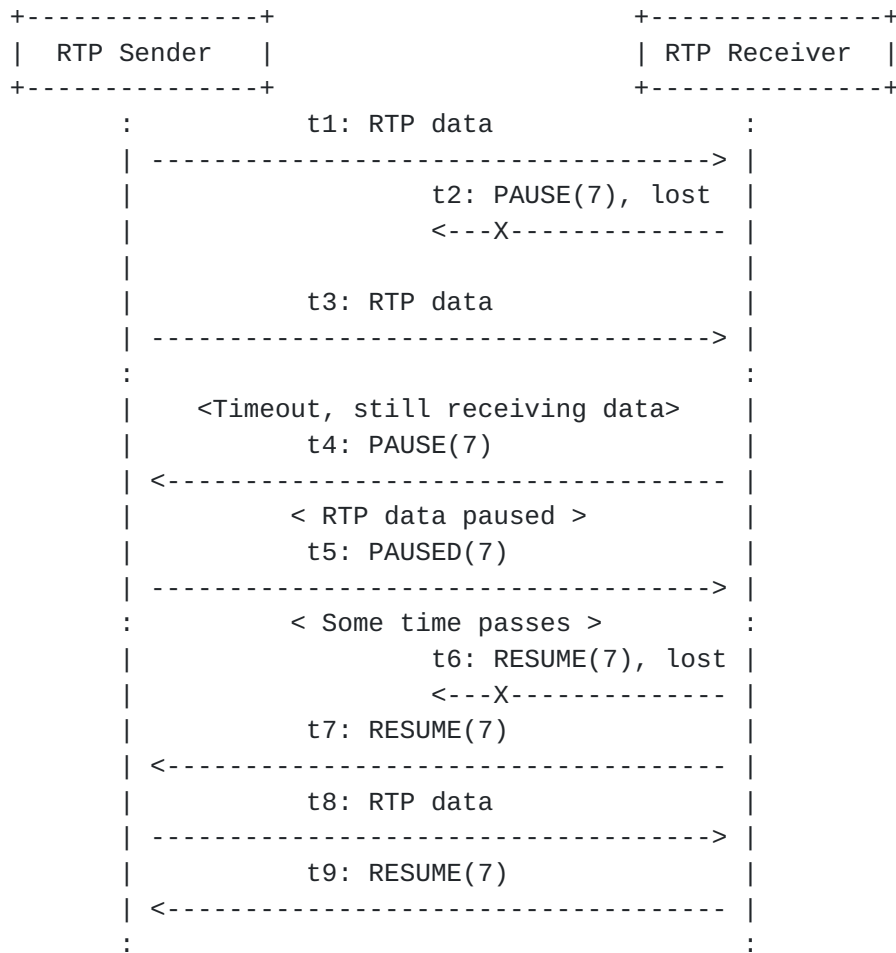 +---------------+                       +---------------+
|  RTP Sender   |                       | RTP Receiver  |
+---------------+                       +---------------+
       :           t1: RTP data                :
       | ------------------------------------> |
       |                   t2: PAUSE(7), lost  |
       |                   <---X-------------- |
       |                                       |
       |           t3: RTP data                |
       | ------------------------------------> |
       :                                       :
       |    <Timeout, still receiving data>    |
       |           t4: PAUSE(7)                |
       | <------------------------------------ |
       |          < RTP data paused >          |
       |           t5: PAUSED(7)               |
       | ------------------------------------> |
       :          < Some time passes >         :
       |                   t6: RESUME(7), lost |
       |                   <---X-------------- |
       |           t7: RESUME(7)               |
       | <------------------------------------ |
       |           t8: RTP data                |
       | ------------------------------------> |
       |           t9: RESUME(7)               |
       | <------------------------------------ |
       :                                       :